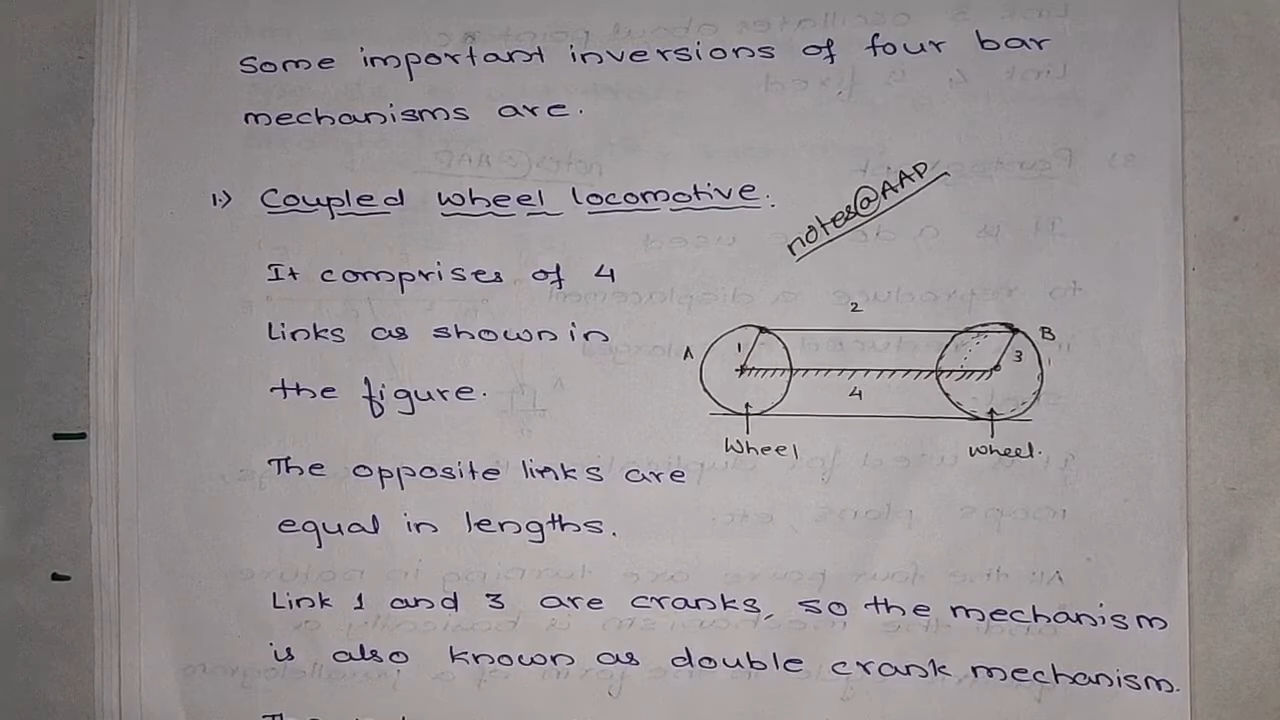 Some important inversions of four bar
mechanisms are.
1.) Coupled wheel locomotive.
notes@AAP
It comprises of 4
links as shown in
the figure.
2
A
1
B
3
4
Wheel
wheel.
The opposite links are
equal in lengths.
Link 1 and 3 are cranks, so the mechanism
is also known as double crank mechanism.